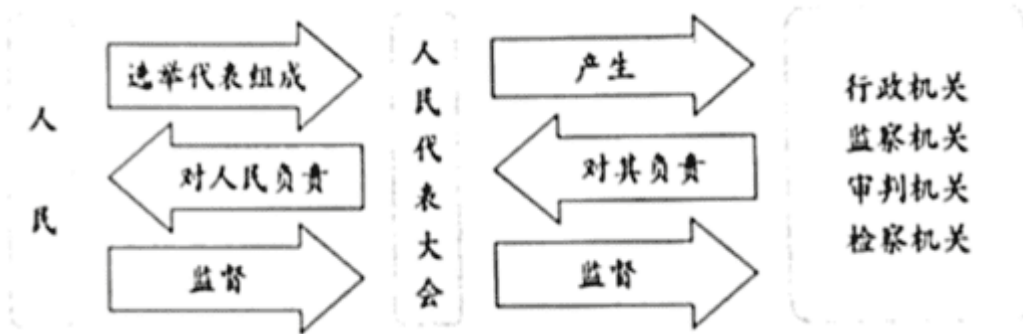 人民
选举代表组成
对人民负责
监督
人民代表大会
产生
对其负责
监督
行政机关
监察机关
审判机关
检察机关